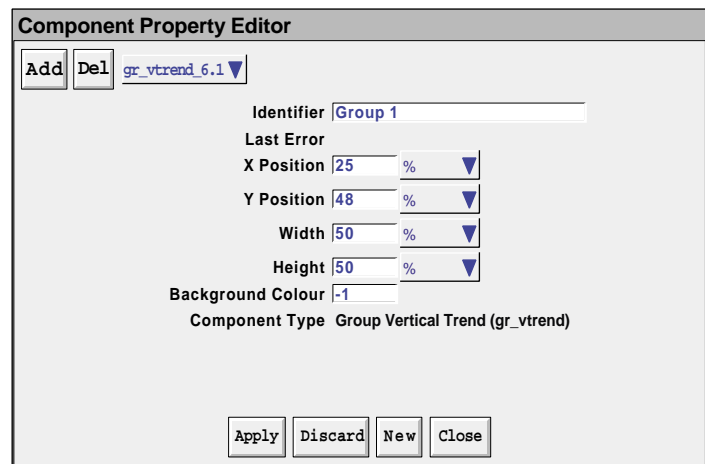 Component Property Editor
Add Del gr_vtrend_6.1
Identifier Group 1
Last Error
X Position 25 %
Y Position 48 %
Width 50 %
Height 50 %
Background Colour -1
Component Type Group Vertical Trend (gr_vtrend)
Apply Discard New Close